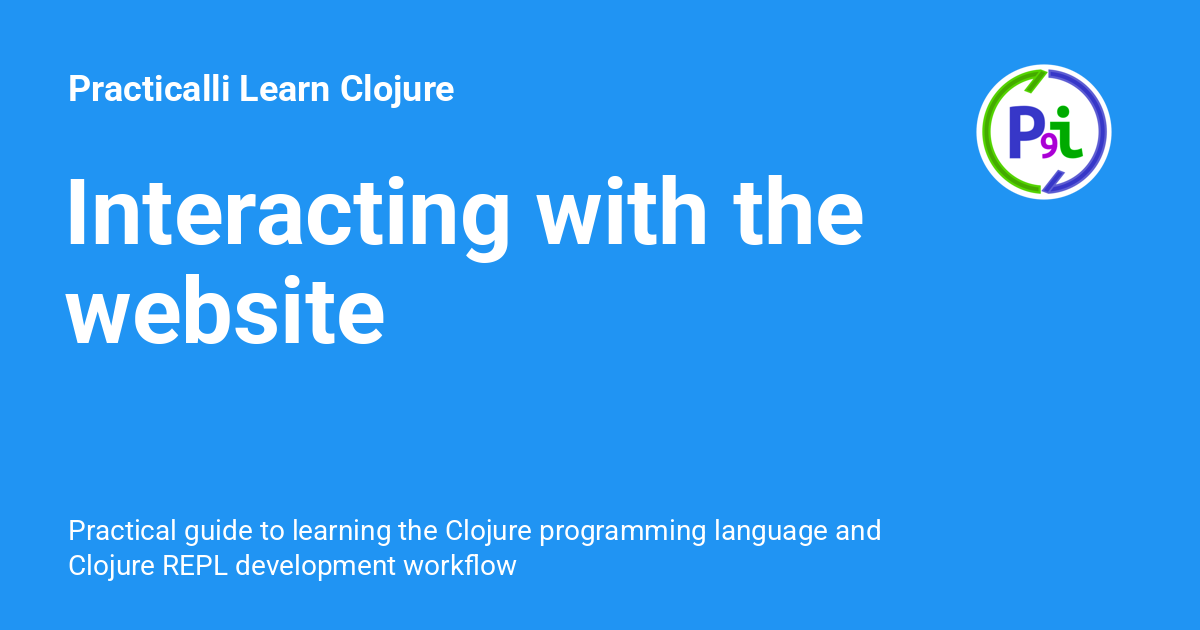 Practicalli Learn Clojure
P9i
Interacting with the
website
Practical guide to learning the Clojure programming language and
Clojure REPL development workflow